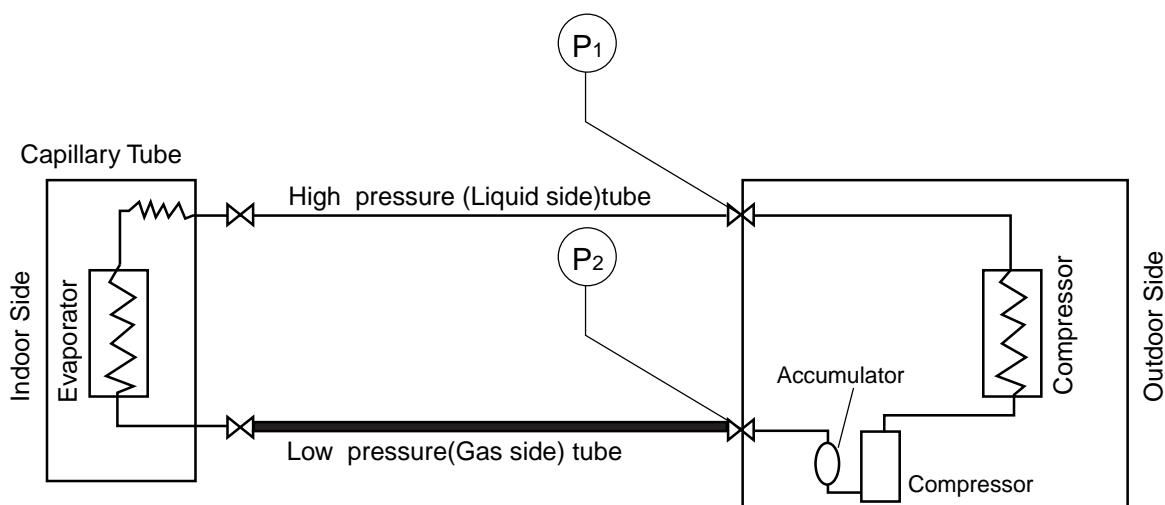 P1
Capillary Tube
High pressure (Liquid side)tube
P2
Indoor Side
Evaporator
Compressor
Outdoor Side
Accumulator
Low pressure(Gas side) tube
Compressor